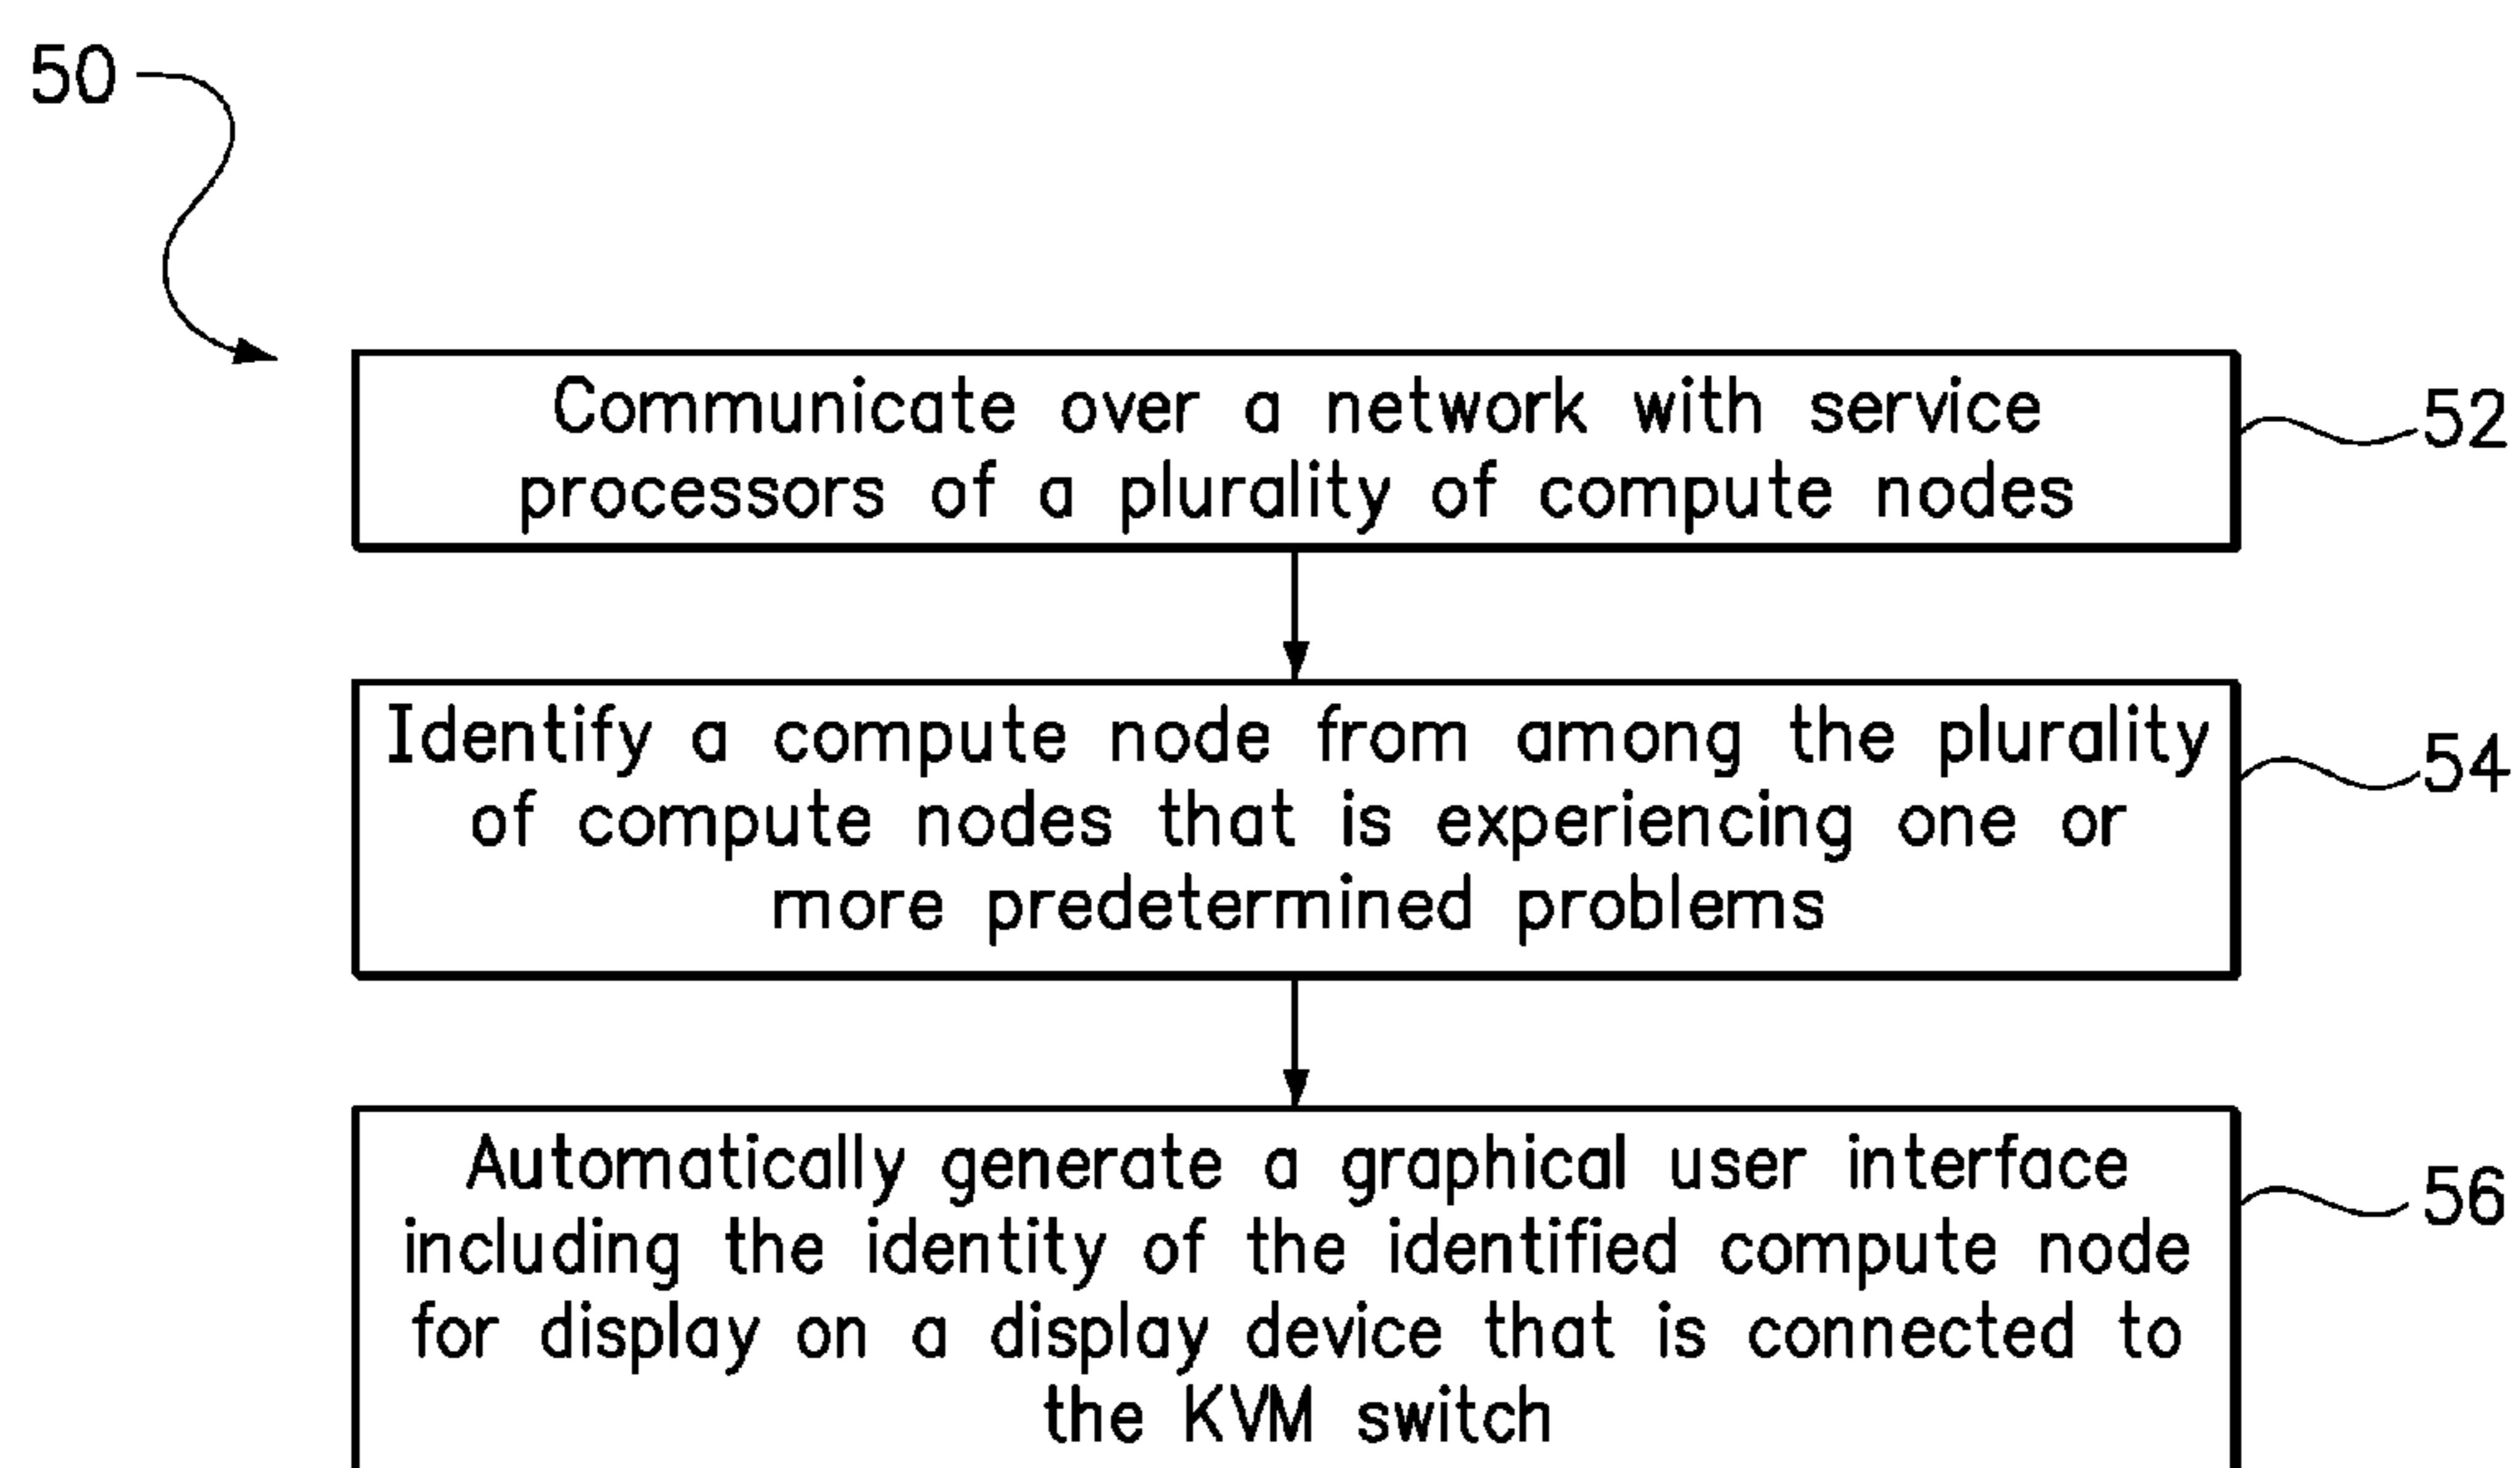 50
Communicate over a network with service
processors of a plurality of compute nodes
52
Identify a compute node from among the plurality
of compute nodes that is experiencing one or
more predetermined problems
54
Automatically generate a graphical user interface
including the identity of the identified compute node
for display on a display device that is connected to
the KVM switch
56